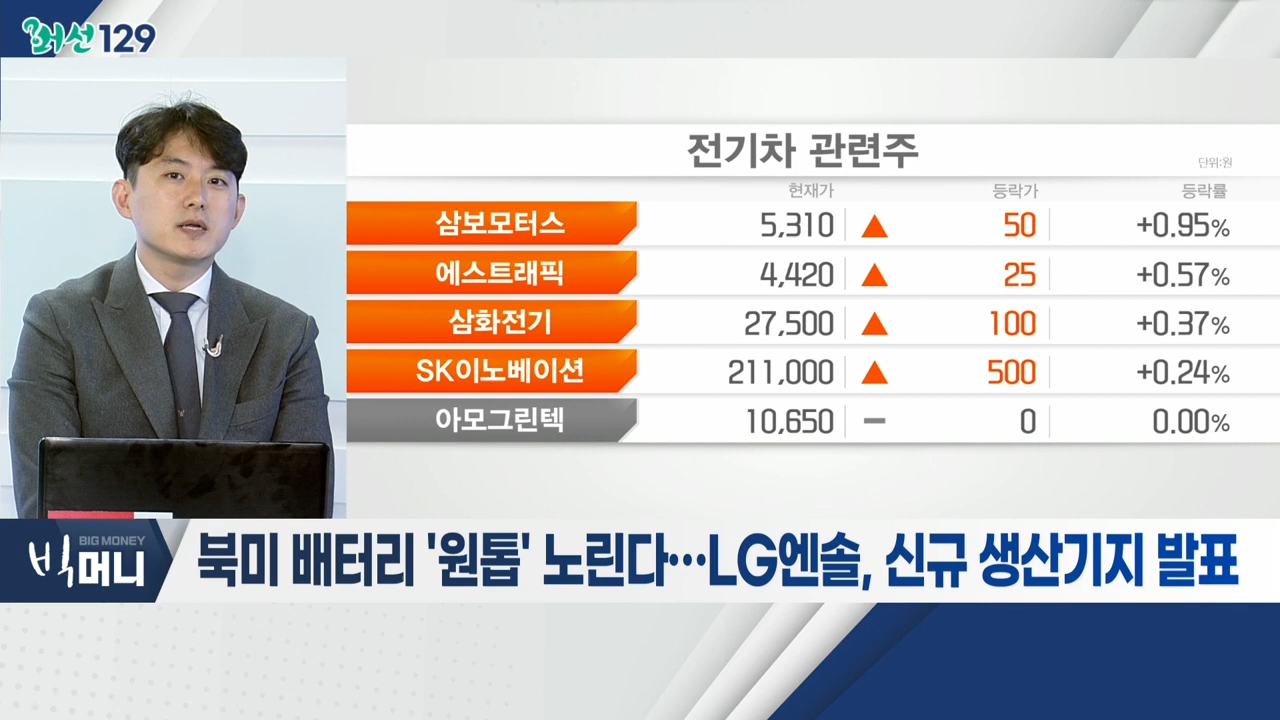 머선129
전기차 관련주
단위:원
현재가 등락가 등락률
삼보모터스 5,310 ▲ 50 +0.95%
에스트래픽 4,420 ▲ 25 +0.57%
삼화전기 27,500 ▲ 100 +0.37%
SK이노베이션 211,000 ▲ 500 +0.24%
아모그린텍 10,650 - 0 0.00%
BIG MONEY
빅머니
북미 배터리 '원톱' 노린다…LG엔솔, 신규 생산기지 발표